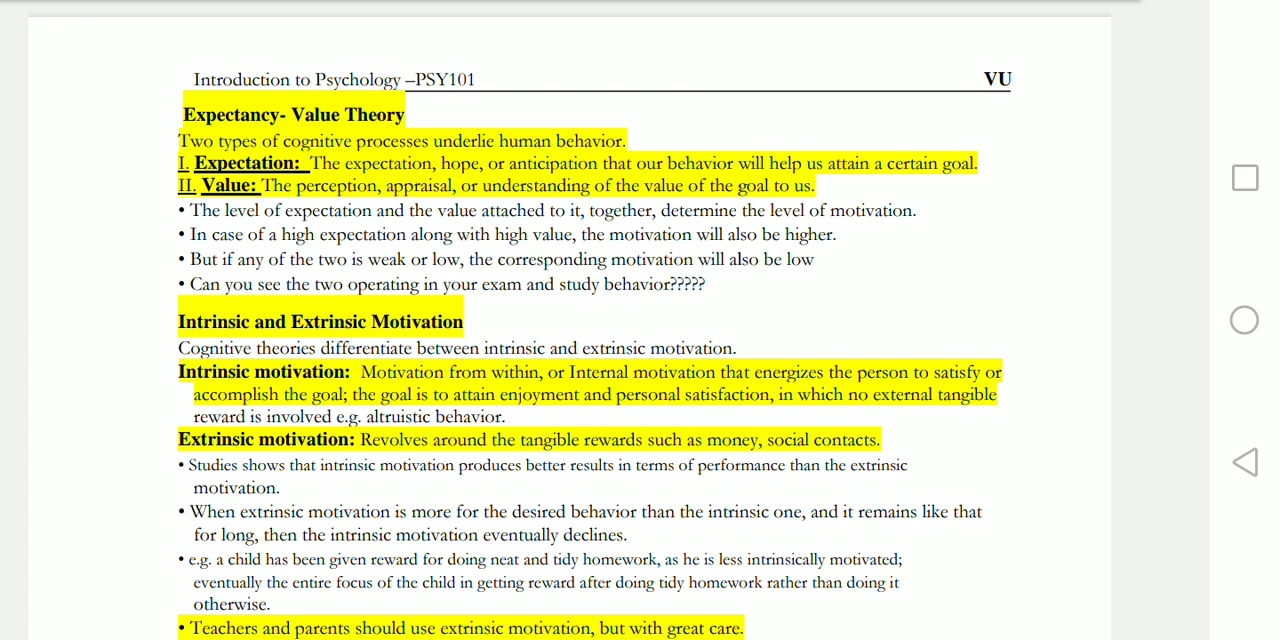 Introduction to Psychology –PSY101 VU
Expectancy- Value Theory
Two types of cognitive processes underlie human behavior.
I. Expectation: The expectation, hope, or anticipation that our behavior will help us attain a certain goal.
II. Value: The perception, appraisal, or understanding of the value of the goal to us.
• The level of expectation and the value attached to it, together, determine the level of motivation.
• In case of a high expectation along with high value, the motivation will also be higher.
• But if any of the two is weak or low, the corresponding motivation will also be low
• Can you see the two operating in your exam and study behavior?????
Intrinsic and Extrinsic Motivation
Cognitive theories differentiate between intrinsic and extrinsic motivation.
Intrinsic motivation: Motivation from within, or Internal motivation that energizes the person to satisfy or
accomplish the goal; the goal is to attain enjoyment and personal satisfaction, in which no external tangible
reward is involved e.g. altruistic behavior.
Extrinsic motivation: Revolves around the tangible rewards such as money, social contacts.
• Studies shows that intrinsic motivation produces better results in terms of performance than the extrinsic
motivation.
• When extrinsic motivation is more for the desired behavior than the intrinsic one, and it remains like that
for long, then the intrinsic motivation eventually declines.
• e.g. a child has been given reward for doing neat and tidy homework, as he is less intrinsically motivated;
eventually the entire focus of the child in getting reward after doing tidy homework rather than doing it
otherwise.
• Teachers and parents should use extrinsic motivation, but with great care.